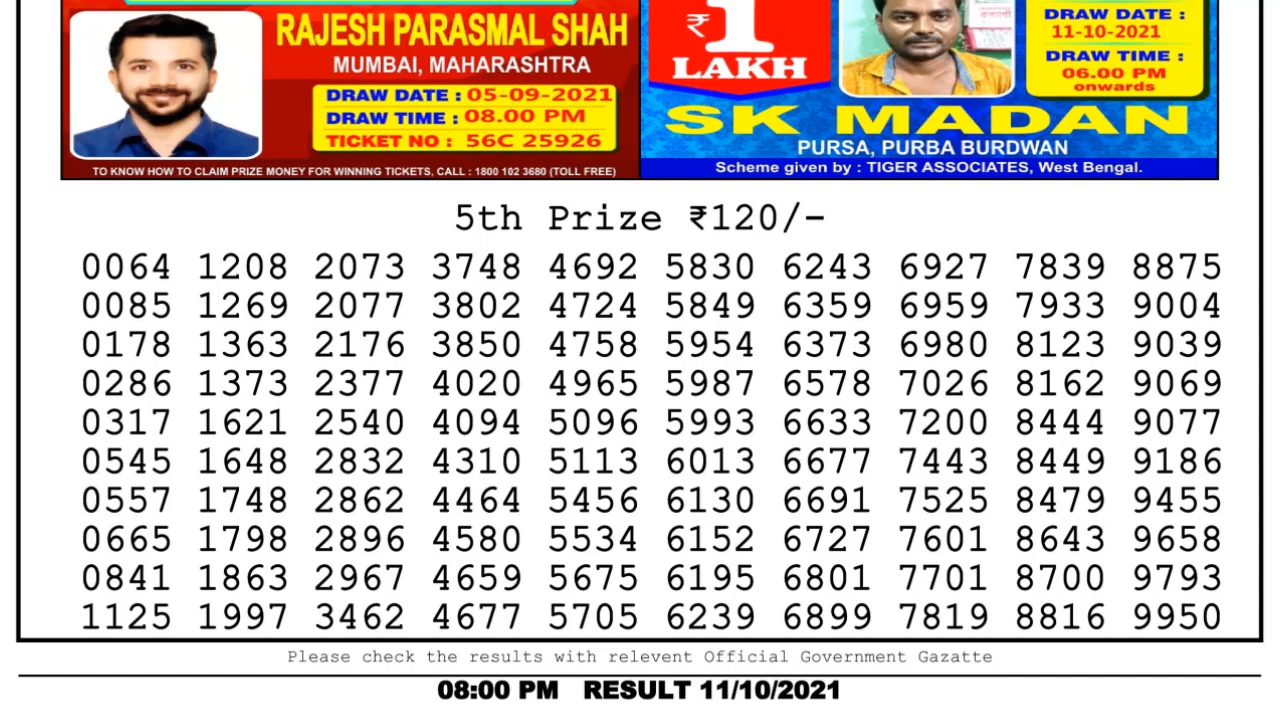 RAJESH PARASMAL SHAH
MUMBAI, MAHARASHTRA
DRAW DATE : 05-09-2021
DRAW TIME : 08.00 PM
TICKET NO : 56C 25926
TO KNOW HOW TO CLAIM PRIZE MONEY FOR WINNING TICKETS, CALL : 1800 102 3680 (TOLL FREE)
₹1
LAKH
DRAW DATE :
11-10-2021
DRAW TIME :
06.00 PM
onwards
SK MADAN
PURSA, PURBA BURDWAN
Scheme given by : TIGER ASSOCIATES, West Bengal.
5th Prize ₹120/-
0064 1208 2073 3748 4692 5830 6243 6927 7839 8875
0085 1269 2077 3802 4724 5849 6359 6959 7933 9004
0178 1363 2176 3850 4758 5954 6373 6980 8123 9039
0286 1373 2377 4020 4965 5987 6578 7026 8162 9069
0317 1621 2540 4094 5096 5993 6633 7200 8444 9077
0545 1648 2832 4310 5113 6013 6677 7443 8449 9186
0557 1748 2862 4464 5456 6130 6691 7525 8479 9455
0665 1798 2896 4580 5534 6152 6727 7601 8643 9658
0841 1863 2967 4659 5675 6195 6801 7701 8700 9793
1125 1997 3462 4677 5705 6239 6899 7819 8816 9950
Please check the results with relevent Official Government Gazatte
08:00 PM RESULT 11/10/2021